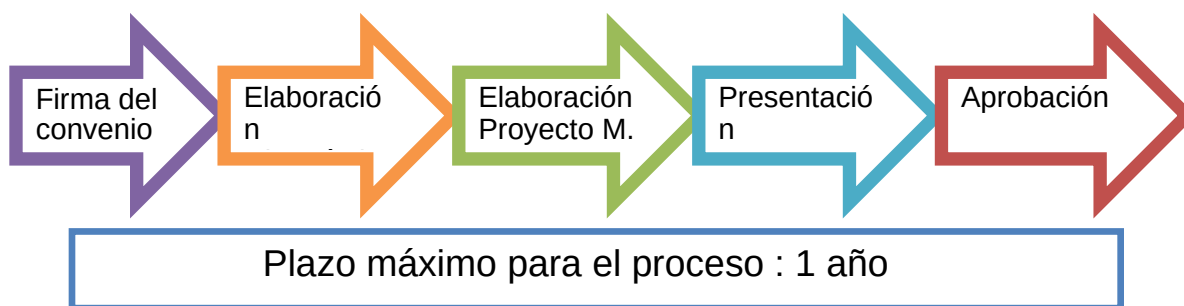 Firma del
convenio
Elaboració
n
Elaboración
Proyecto M.
Presentació
n
Aprobación
Plazo máximo para el proceso : 1 año